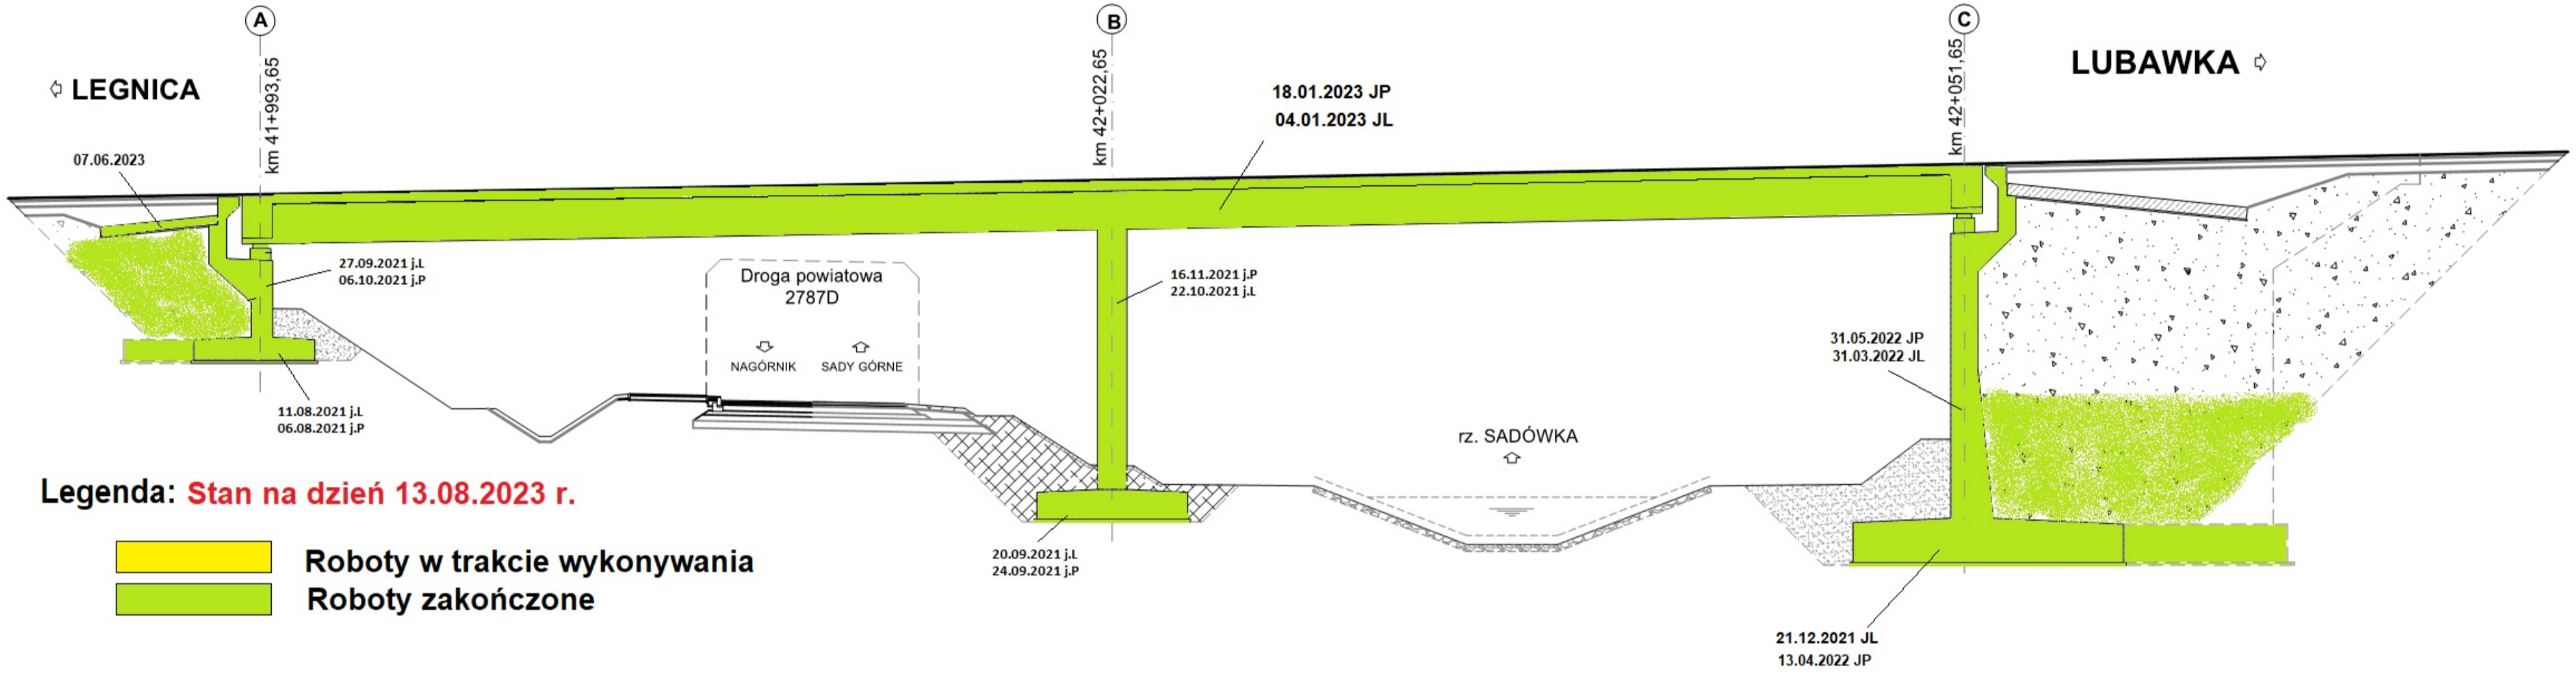 A
B
C
km 41+993,65
km 42+022,65
km 42+051,65
LEGNICA
LUBAWKA
18.01.2023 JP
04.01.2023 JL
07.06.2023
27.09.2021 j.L
06.10.2021 j.P
Droga powiatowa
2787D
NAGÓRNIK
SADY GÓRNE
16.11.2021 j.P
22.10.2021 j.L
31.05.2022 JP
31.03.2022 JL
11.08.2021 j.L
06.08.2021 j.P
rz. SADÓWKA
Legenda: Stan na dzień 13.08.2023 r.
Roboty w trakcie wykonywania
Roboty zakończone
20.09.2021 j.L
24.09.2021 j.P
21.12.2021 JL
13.04.2022 JP